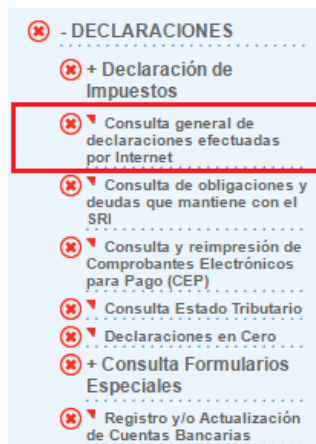 - DECLARACIONES
+ Declaración de
Impuestos
Consulta general de
declaraciones efectuadas
por Internet
Consulta de obligaciones y
deudas que mantiene con el
SRI
Consulta y reimpresión de
Comprobantes Electrónicos
para Pago (CEP)
Consulta Estado Tributario
Declaraciones en Cero
+ Consulta Formularios
Especiales
Registro y/o Actualización
de Cuentas Bancarias